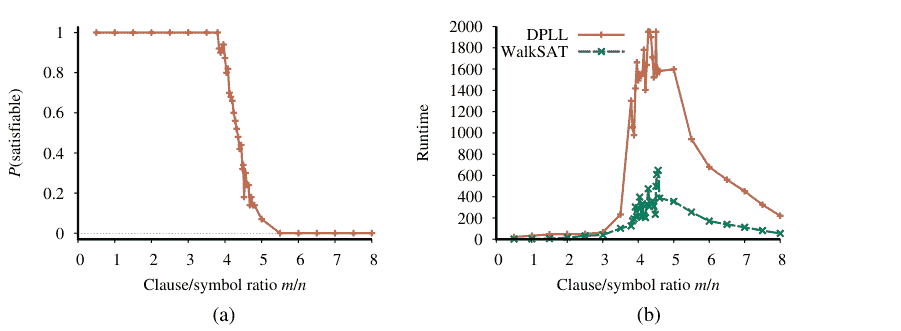 1
0.8
0.6
0.4
0.2
0
P(satisfiable)
0 1 2 3 4 5 6 7 8
Clause/symbol ratio m/n
(a)
2000
1800
1600
1400
1200
1000
800
600
400
200
0
Runtime
DPLL
WalkSAT
0 1 2 3 4 5 6 7 8
Clause/symbol ratio m/n
(b)